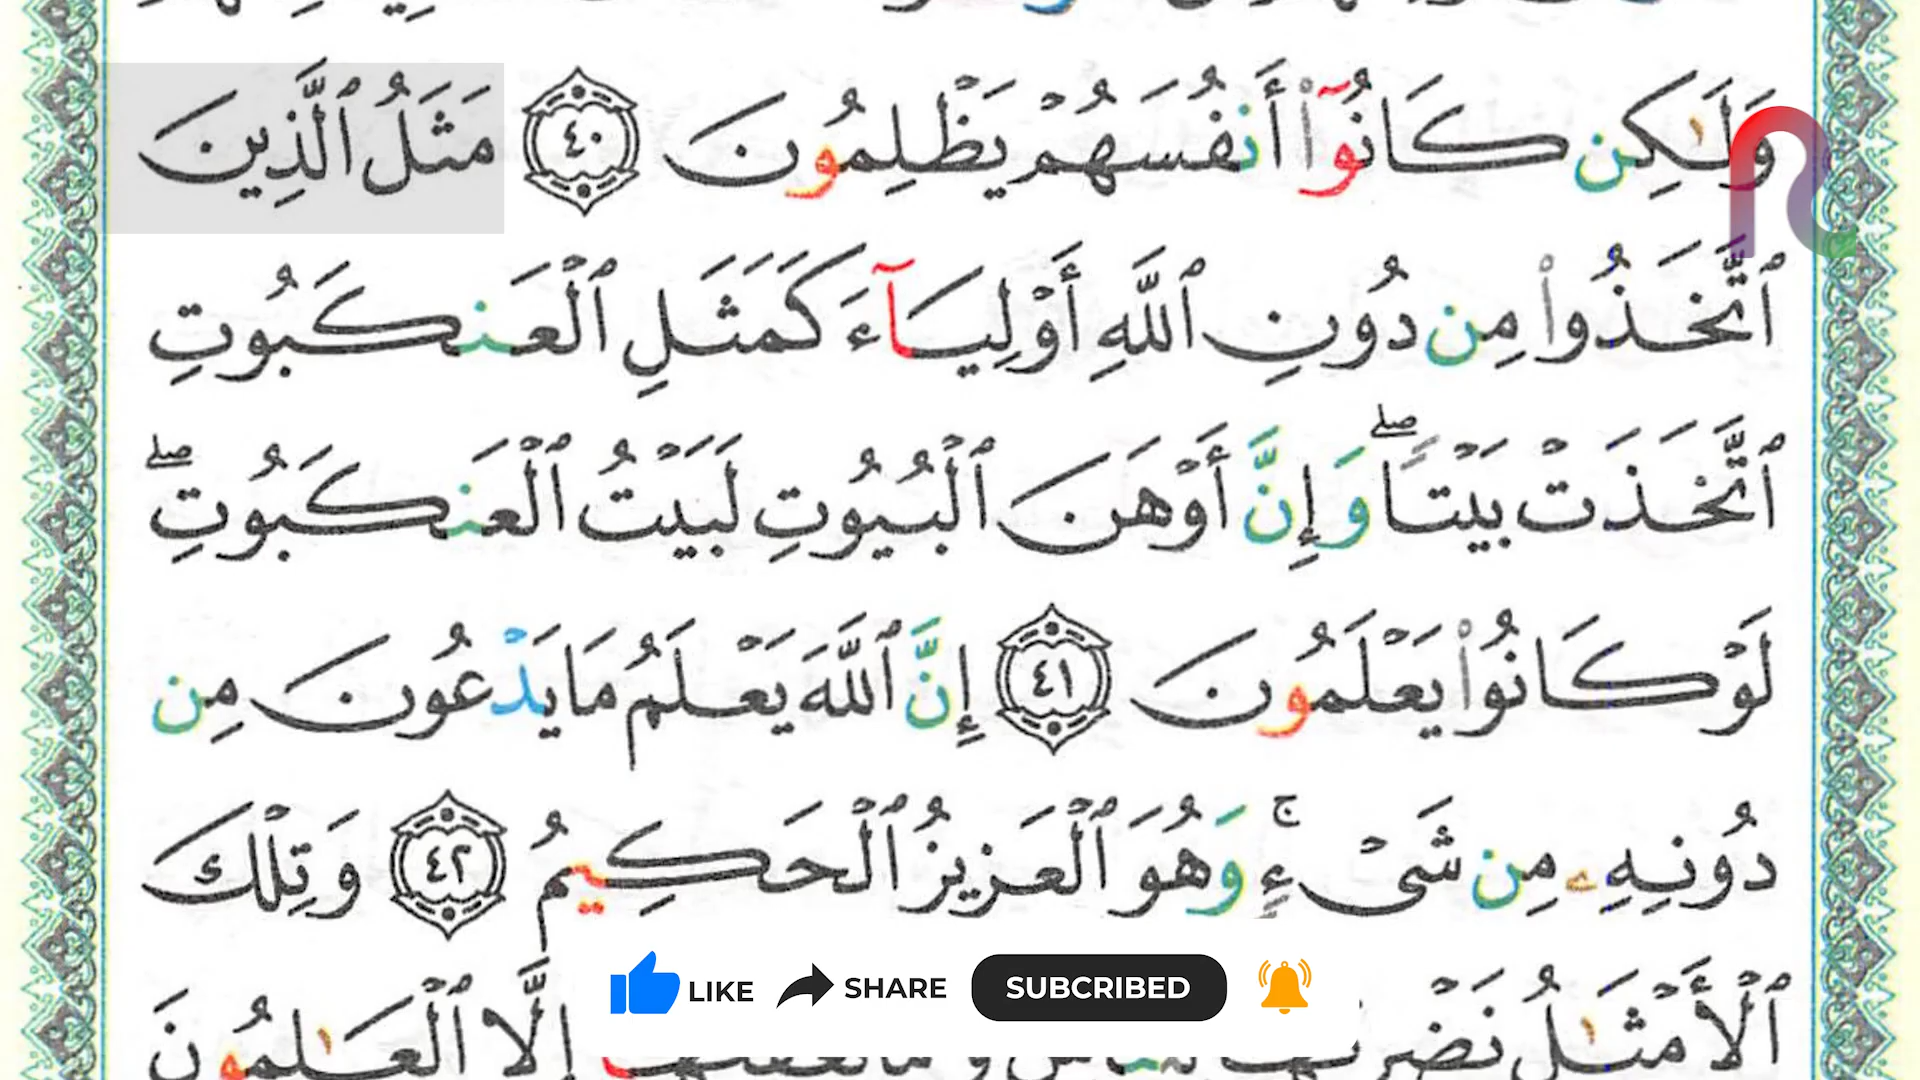 وَلَـٰكِن كَانُوٓا۟ أَنفُسَهُمْ يَظْلِمُونَ ٤٠ مَثَلُ ٱلَّذِينَ
ٱتَّخَذُوا۟ مِن دُونِ ٱللَّهِ أَوْلِيَآءَ كَمَثَلِ ٱلْعَنكَبُوتِ
ٱتَّخَذَتْ بَيْتًاۖ وَإِنَّ أَوْهَنَ ٱلْبُيُوتِ لَبَيْتُ ٱلْعَنكَبُوتِۖ
لَوْ كَانُوا۟ يَعْلَمُونَ ٤١ إِنَّ ٱللَّهَ يَعْلَمُ مَا يَدْعُونَ مِن
دُونِهِۦ مِن شَىْءٍۚ وَهُوَ ٱلْعَزِيزُ ٱلْحَكِيمُ ٤٢ وَتِلْكَ
ٱلْأَمْثَـٰلُ إِلَّا ٱلْعَـٰلِمُونَ
LIKE SHARE SUBCRIBED